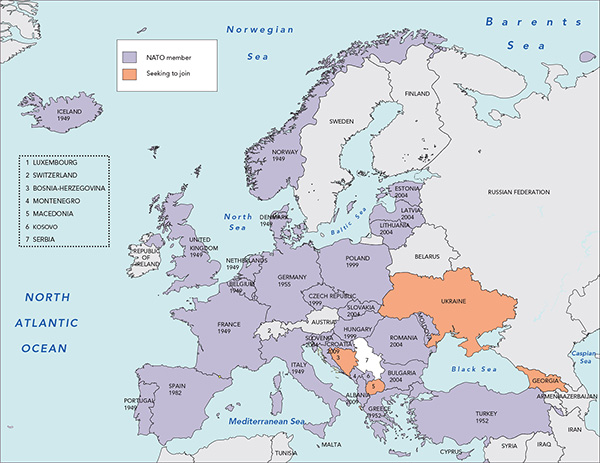 Barents
Sea
Norwegian
Sea
NATO member
Seeking to join
ICELAND
1949
FINLAND
SWEDEN
NORWAY
1949
1 LUXEMBOURG
2 SWITZERLAND
3 BOSNIA-HERZEGOVINA
4 MONTENEGRO
5 MACEDONIA
6 KOSOVO
7 SERBIA
RUSSIAN FEDERATION
ESTONIA
2004
LATVIA
2004
LITHUANIA
2004
Baltic Sea
North
Sea
DENMARK
1949
UNITED
KINGDOM
1949
REPUBLIC
OF
IRELAND
NETHERLANDS
1949
BELGIUM
1949
BELARUS
POLAND
1999
GERMANY
1955
UKRAINE
NORTH
ATLANTIC
OCEAN
CZECH REPUBLIC
1999
SLOVAKIA
2004
AUSTRIA
HUNGARY
1999
MOLDOVA
FRANCE
1949
2
SLOVENIA
2004
CROATIA
2009
ROMANIA
2004
3
7
4
6
5
Caspian
Sea
Black Sea
ITALY
1949
BULGARIA
2004
GEORGIA
ARMENIA
AZERBAIJAN
SPAIN
1982
PORTUGAL
1949
ALBANIA
2009
GREECE
1952
TURKEY
1952
Mediterranean Sea
MALTA
TUNISIA
CYPRUS
SYRIA
IRAQ
IRAN